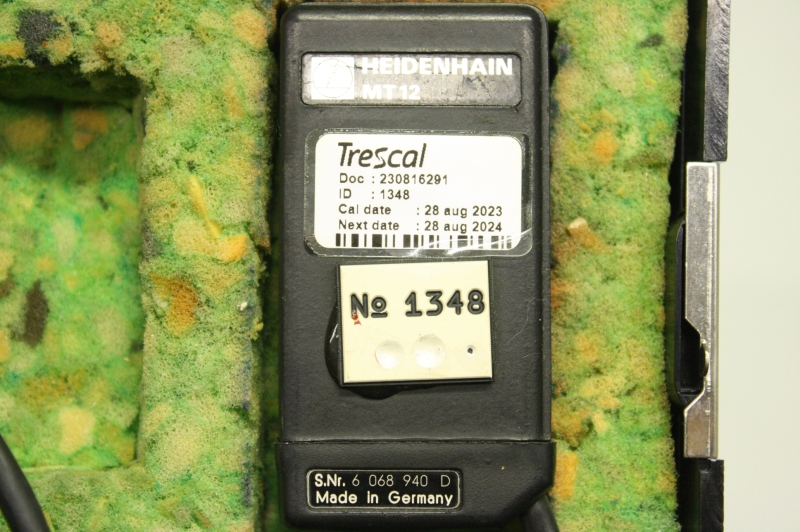 HEIDENHAIN
MT 12
Trescal
Doc : 230816291
ID : 1348
Cal date : 28 aug 2023
Next date : 28 aug 2024
No 1348
S.Nr. 6 068 940 D
Made in Germany